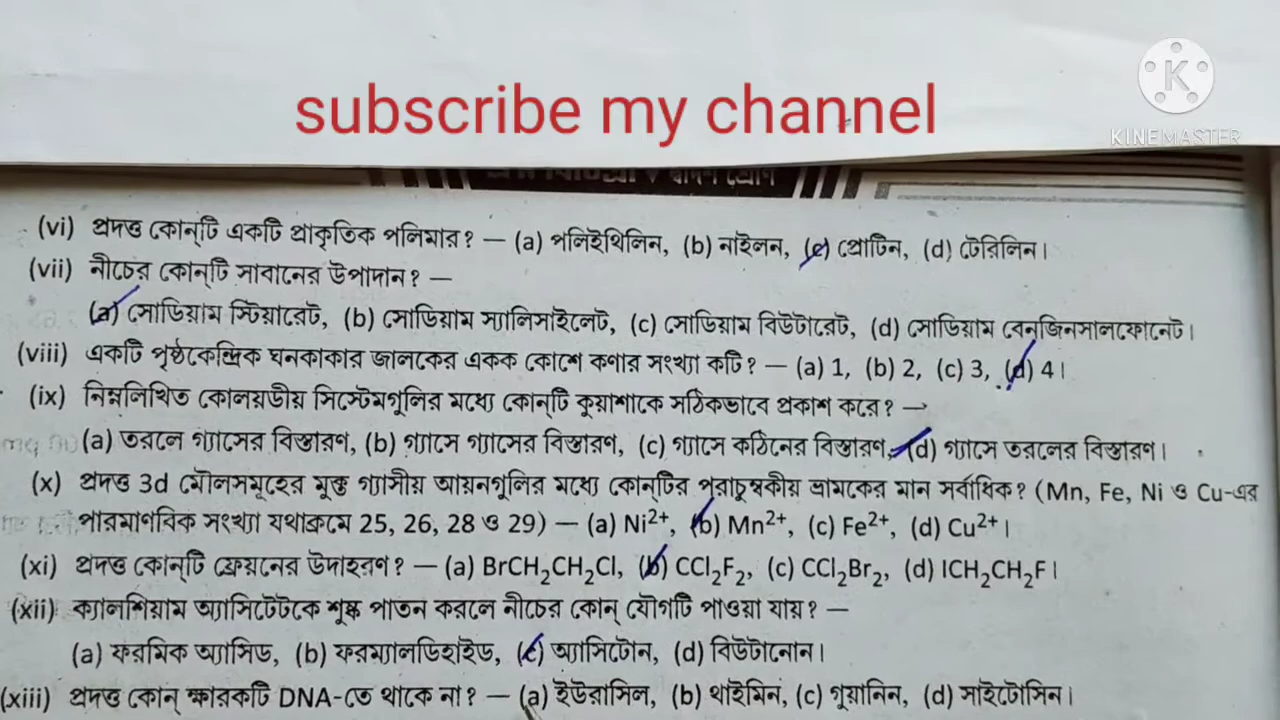 subscribe my channel
KINEMASTER
(vi) প্রদত্ত কোন্‌টি একটি প্রাকৃতিক পলিমার? — (a) পলিইথিলিন, (b) নাইলন, (c) প্রোটিন, (d) টেরিলিন।
(vii) নীচের কোন্‌টি সাবানের উপাদান? —
(a) সোডিয়াম স্টিয়ারেট, (b) সোডিয়াম স্যালিসাইলেট, (c) সোডিয়াম বিউটারেট, (d) সোডিয়াম বেনজিনসালফোনেট।
(viii) একটি পৃষ্ঠকেন্দ্রিক ঘনকাকার জালকের একক কোশে কণার সংখ্যা কটি? — (a) 1, (b) 2, (c) 3, (d) 4।
(ix) নিম্নলিখিত কোলয়ডীয় সিস্টেমগুলির মধ্যে কোন্‌টি কুয়াশাকে সঠিকভাবে প্রকাশ করে? —
(a) তরলে গ্যাসের বিস্তারণ, (b) গ্যাসে গ্যাসের বিস্তারণ, (c) গ্যাসে কঠিনের বিস্তারণ, (d) গ্যাসে তরলের বিস্তারণ।
(x) প্রদত্ত 3d মৌলসমূহের মুক্ত গ্যাসীয় আয়নগুলির মধ্যে কোন্‌টির পরাচুম্বকীয় ভ্রামকের মান সর্বাধিক? (Mn, Fe, Ni ও Cu-এর
পারমাণবিক সংখ্যা যথাক্রমে 25, 26, 28 ও 29) — (a) Ni²⁺, (b) Mn²⁺, (c) Fe²⁺, (d) Cu²⁺।
(xi) প্রদত্ত কোন্‌টি ফ্রেয়নের উদাহরণ? — (a) BrCH₂CH₂Cl, (b) CCl₂F₂, (c) CCl₂Br₂, (d) ICH₂CH₂F।
(xii) ক্যালশিয়াম অ্যাসিটেটকে শুষ্ক পাতন করলে নীচের কোন্ যৌগটি পাওয়া যায়? —
(a) ফরমিক অ্যাসিড, (b) ফরম্যালডিহাইড, (c) অ্যাসিটোন, (d) বিউটানোন।
(xiii) প্রদত্ত কোন্ ক্ষারকটি DNA-তে থাকে না? — (a) ইউরাসিল, (b) থাইমিন, (c) গুয়ানিন, (d) সাইটোসিন।